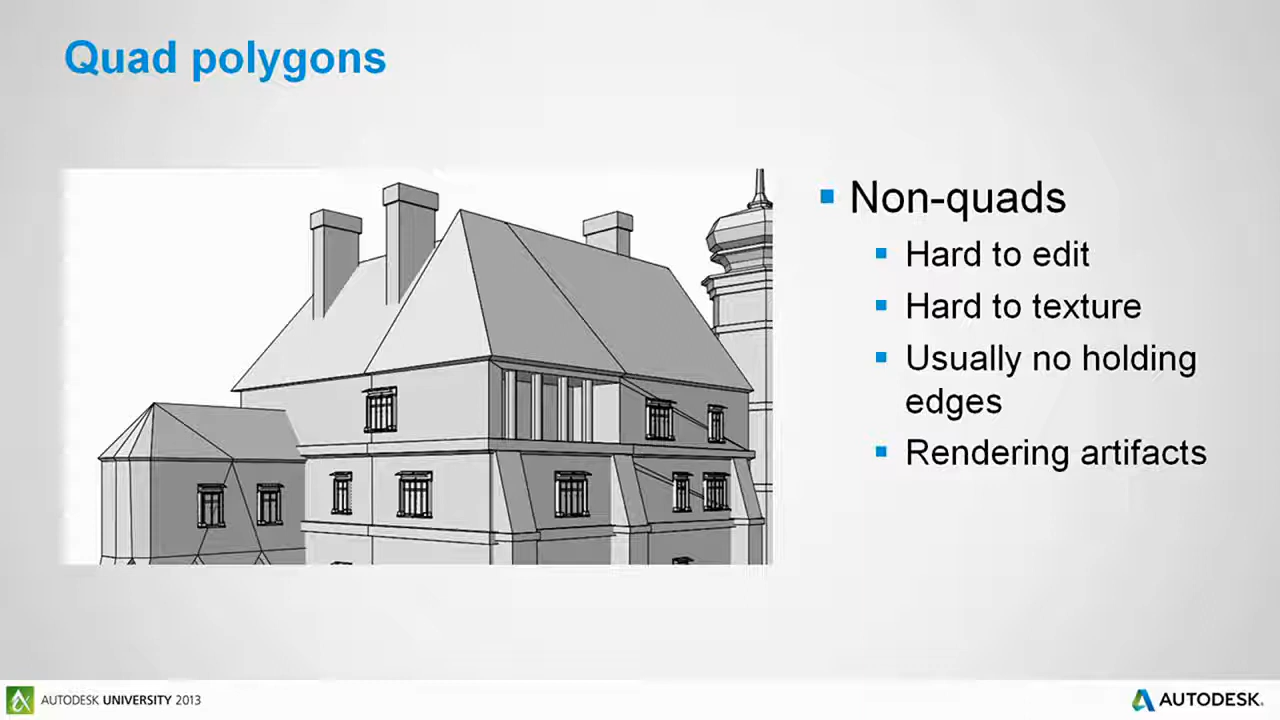 Quad polygons
Non-quads
Hard to edit
Hard to texture
Usually no holding
edges
Rendering artifacts
AUTODESK UNIVERSITY 2013
AUTODESK.